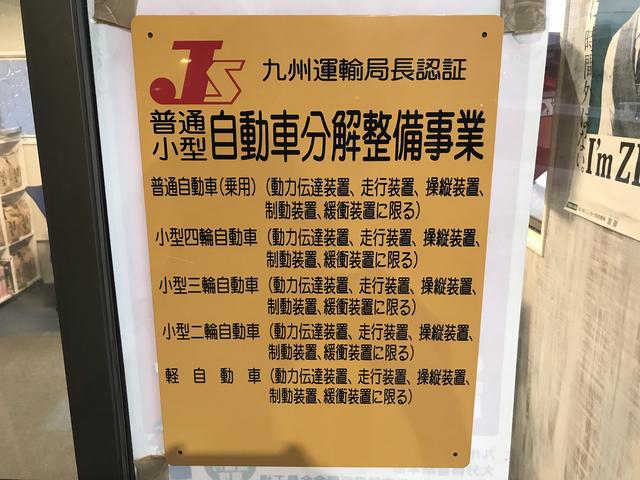 JS 九州運輸局長認証
普通
小型 自動車分解整備事業
普通自動車(乗用)(動力伝達装置、走行装置、操縦装置、
制動装置、緩衝装置に限る)
小型四輪自動車(動力伝達装置、走行装置、操縦装置、
制動装置、緩衝装置に限る)
小型三輪自動車(動力伝達装置、走行装置、操縦装置、
制動装置、緩衝装置に限る)
小型二輪自動車(動力伝達装置、走行装置、操縦装置、
制動装置、緩衝装置に限る)
軽自動車(動力伝達装置、走行装置、操縦装置、
制動装置、緩衝装置に限る)
I'm ZE